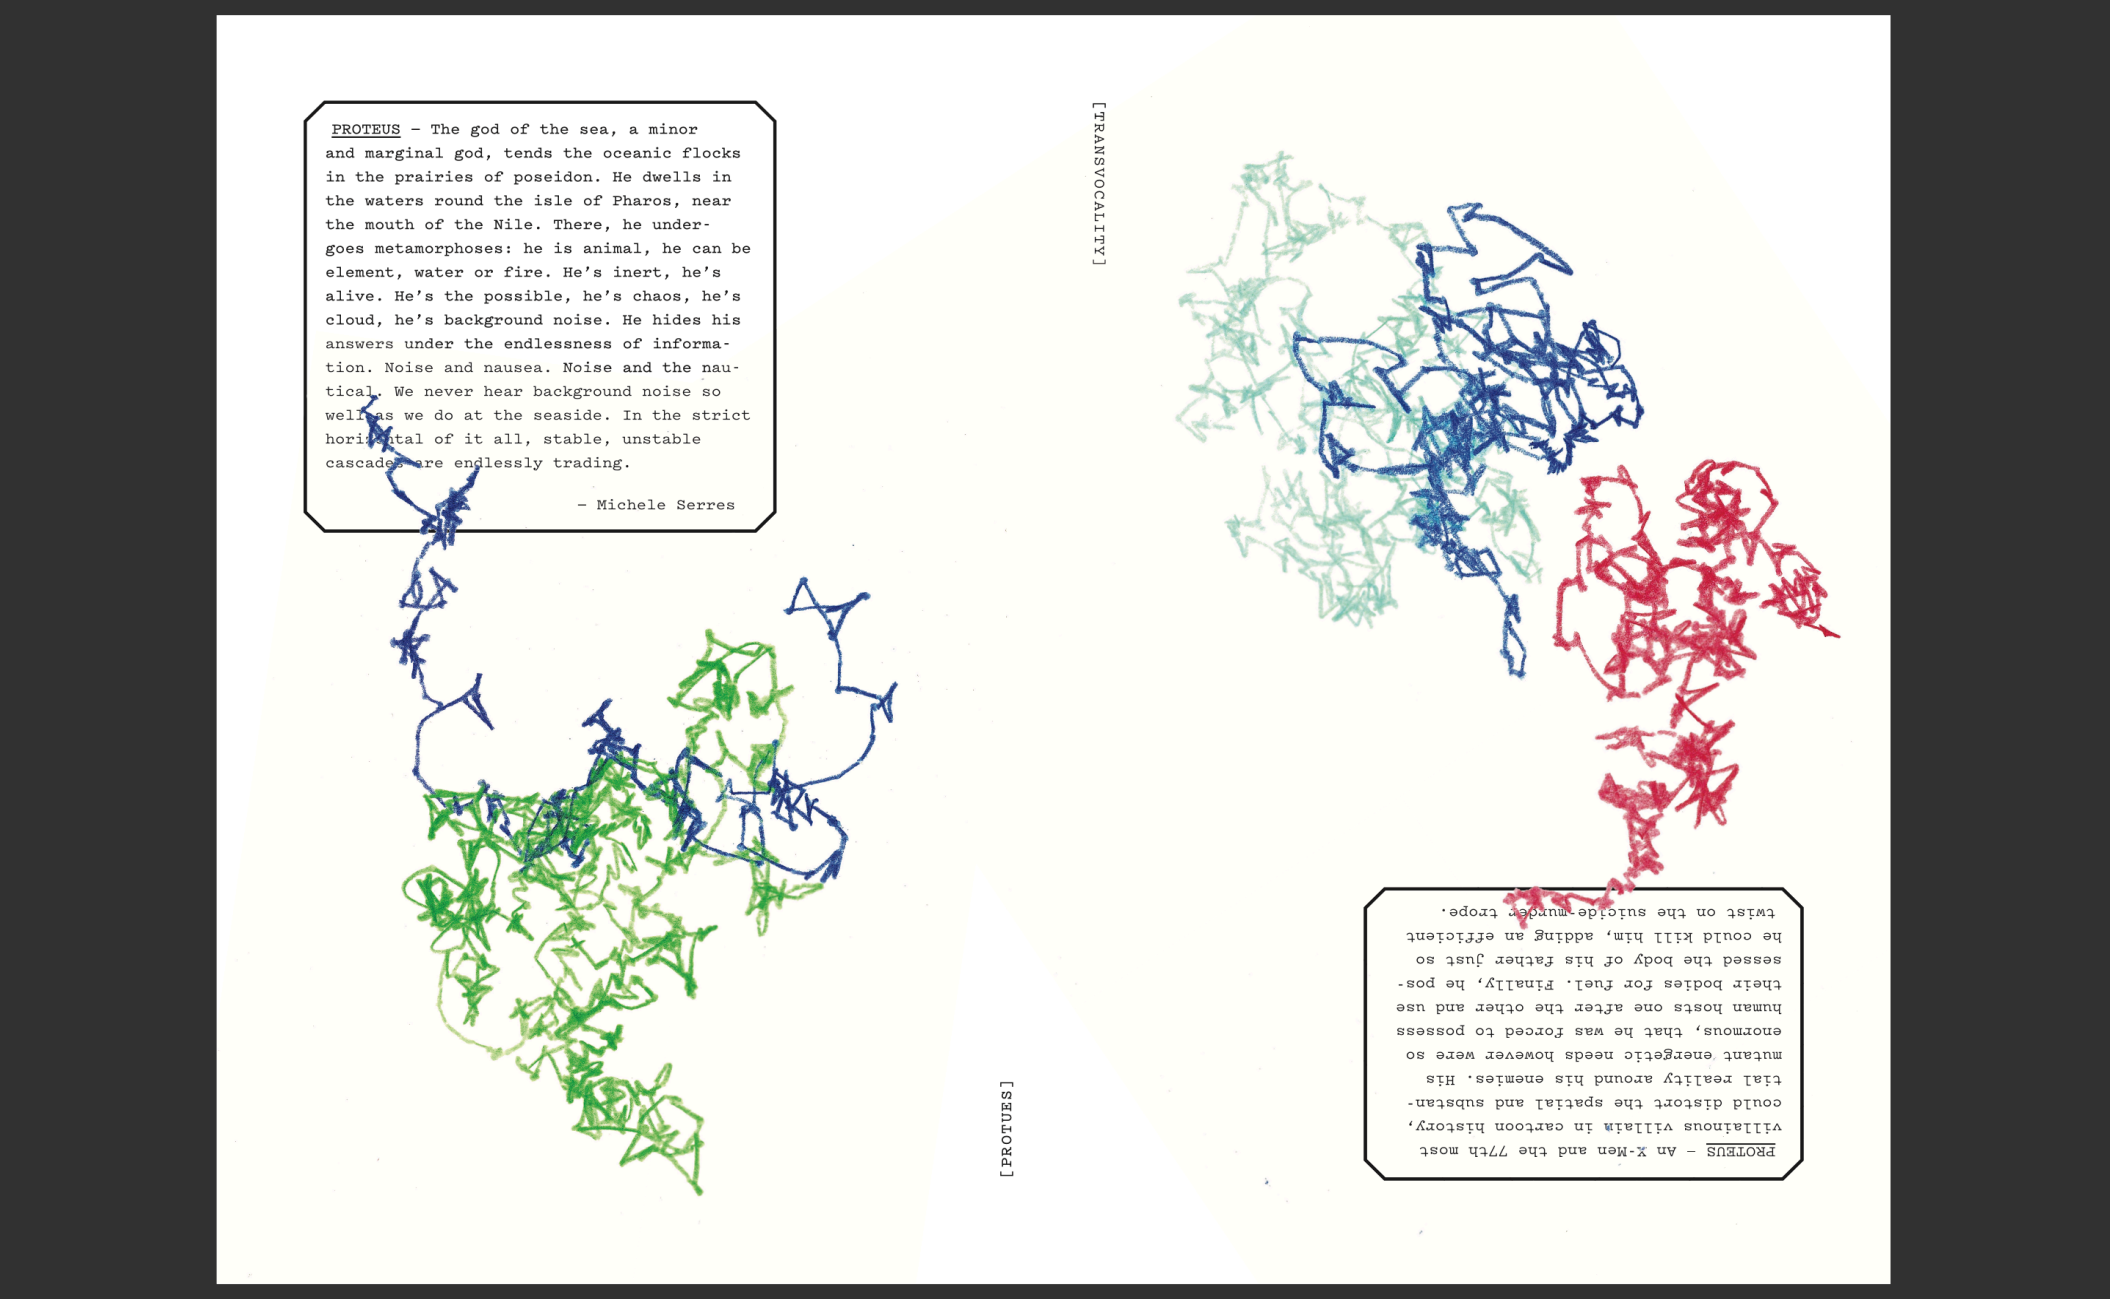 PROTEUS — The god of the sea, a minor
and marginal god, tends the oceanic flocks
in the prairies of poseidon. He dwells in
the waters round the isle of Pharos, near
the mouth of the Nile. There, he under-
goes metamorphoses: he is animal, he can be
element, water or fire. He's inert, he's
alive. He's the possible, he's chaos, he's
cloud, he's background noise. He hides his
answers under the endlessness of informa-
tion. Noise and nausea. Noise and the nau-
tical. We never hear background noise so
well as we do at the seaside. In the strict
horizontal of it all, stable, unstable
cascades are endlessly trading.
— Michele Serres
[PROTUES]
[TRANSVOCALITY]
PROTEUS — An X-Men and the 77th most
villainous villain in cartoon history,
could distort the spatial and substan-
tial reality around his enemies. His
mutant energetic needs however were so
enormous, that he was forced to possess
human hosts one after the other and use
their bodies for fuel. Finally, he pos-
sessed the body of his father just so
he could kill him, adding an efficient
twist on the suicide-murder trope.